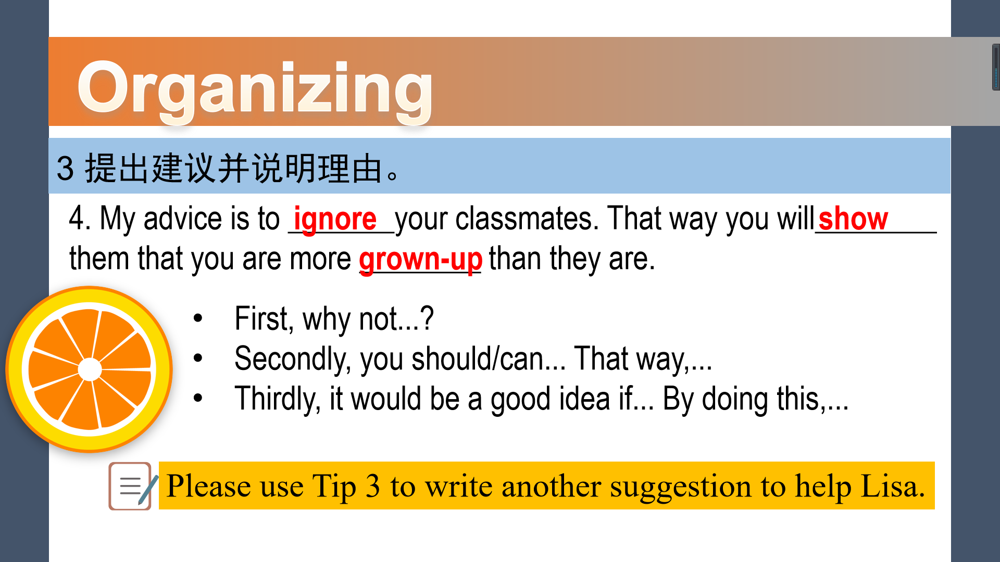 Organizing
3 提出建议并说明理由。
4. My advice is to ignore your classmates. That way you will show
them that you are more grown-up than they are.
• First, why not...?
• Secondly, you should/can... That way,...
• Thirdly, it would be a good idea if... By doing this,...
Please use Tip 3 to write another suggestion to help Lisa.